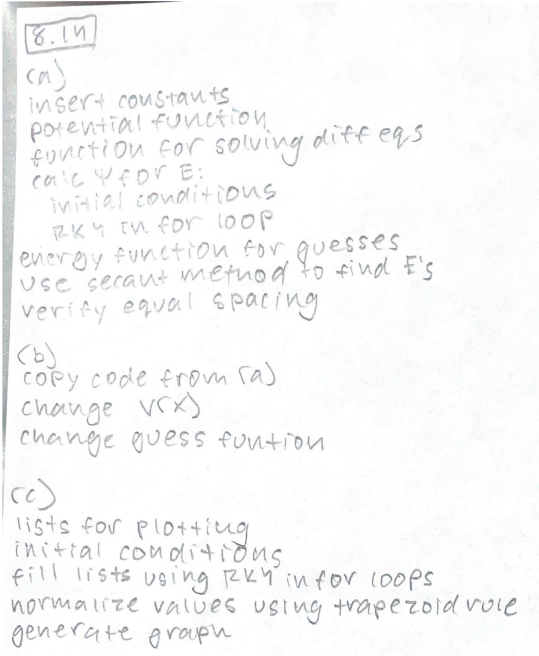 8.14
(a)
insert constants
potential function
function for solving diff eqs
calc ψ for E:
initial conditions
RK4 in for loop
energy function for guesses
use secant method to find E's
verify equal spacing
(b)
copy code from (a)
change V(x)
change guess funtion
(c)
lists for plotting
initial conditions
fill lists using RK4 in for loops
normalize values using trapezoid rule
generate graph